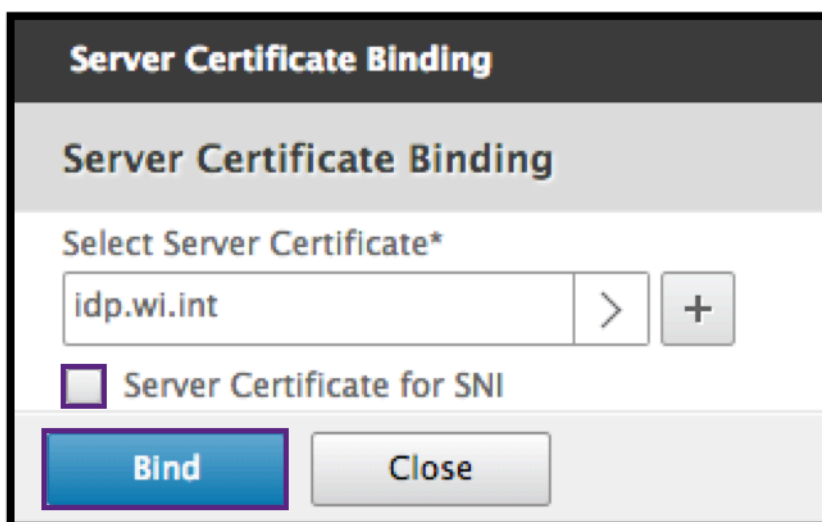 Server Certificate Binding
Server Certificate Binding
Select Server Certificate*
idp.wi.int > +
Server Certificate for SNI
Bind Close